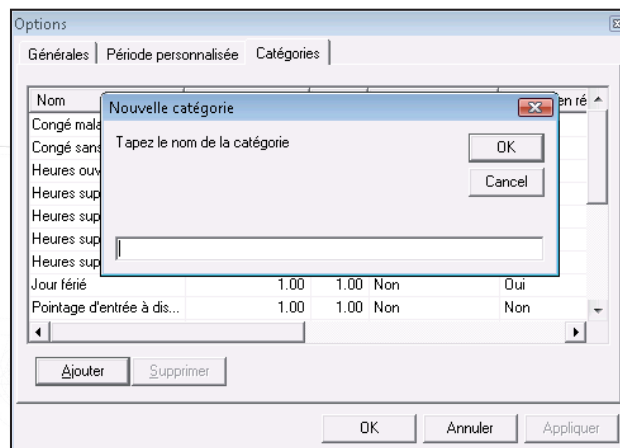 Options
Générales Période personnalisée Catégories
Nom en ré
Nouvelle catégorie
Congé mala
Tapez le nom de la catégorie OK
Congé sans
Heures ouv
Cancel
Heures sup
Heures sup
Heures sup
Heures sup
Jour férié 1.00 1.00 Non Oui
Pointage d'entrée à dis... 1.00 1.00 Non Non
Ajouter Supprimer
OK Annuler Appliquer